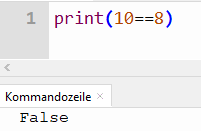 1 print(10==8)
Kommandozeile ×
False